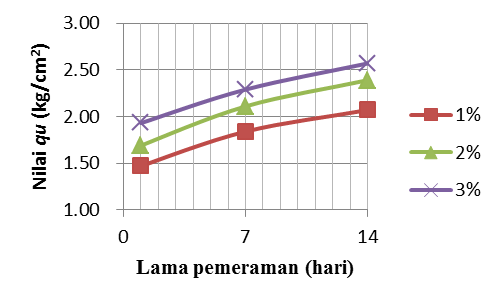 3.00
2.50
2.00
1.50
1.00
Nilai qu (kg/cm²)
0 7 14
Lama pemeraman (hari)
1%
2%
3%